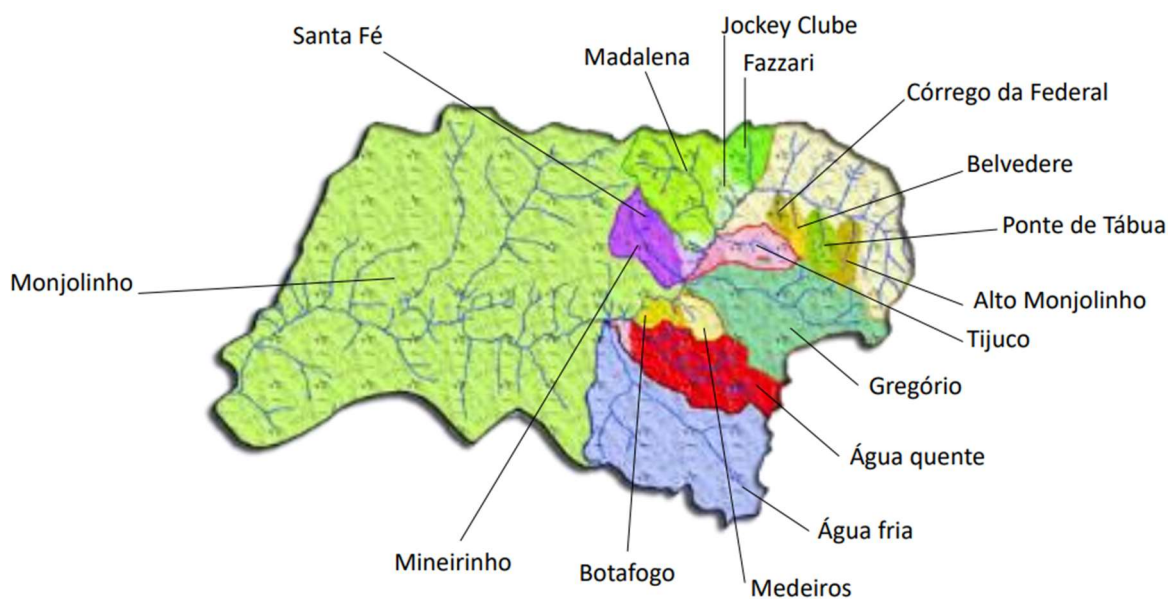 Jockey Clube
Santa Fé
Madalena
Fazzari
Córrego da Federal
Belvedere
Ponte de Tábua
Monjolinho
Alto Monjolinho
Tijuco
Gregório
Água quente
Água fria
Mineirinho
Botafogo
Medeiros